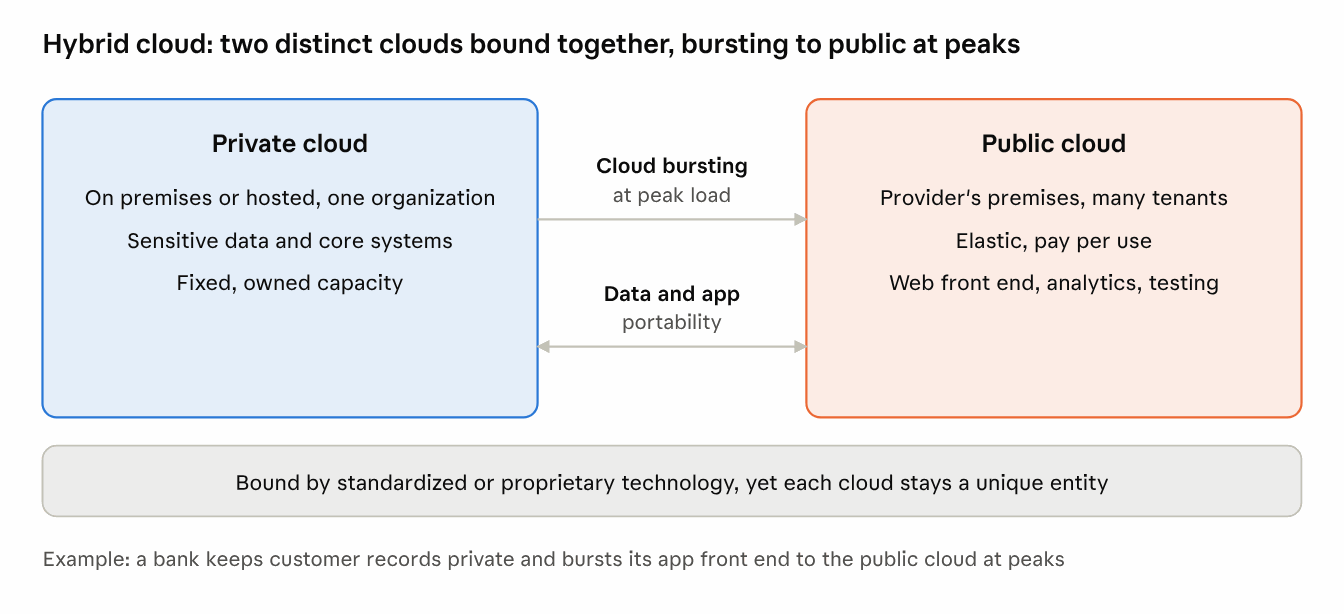 Hybrid cloud: two distinct clouds bound together, bursting to public at peaks
Private cloud
On premises or hosted, one organization
Sensitive data and core systems
Fixed, owned capacity
Cloud bursting
at peak load
Data and app
portability
Public cloud
Provider's premises, many tenants
Elastic, pay per use
Web front end, analytics, testing
Bound by standardized or proprietary technology, yet each cloud stays a unique entity
Example: a bank keeps customer records private and bursts its app front end to the public cloud at peaks